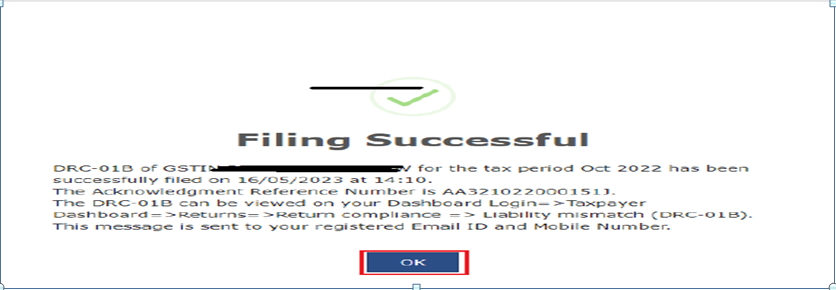 Filing Successful
DRC-01B of GSTIN for the tax period Oct 2022 has been
successfully filed on 16/05/2023 at 14:10.
The Acknowledgment Reference Number is AA321022000151J.
The DRC-01B can be viewed on your Dashboard Login=>Taxpayer
Dashboard=>Returns=>Return compliance => Liability mismatch (DRC-01B).
This message is sent to your registered Email ID and Mobile Number.
OK